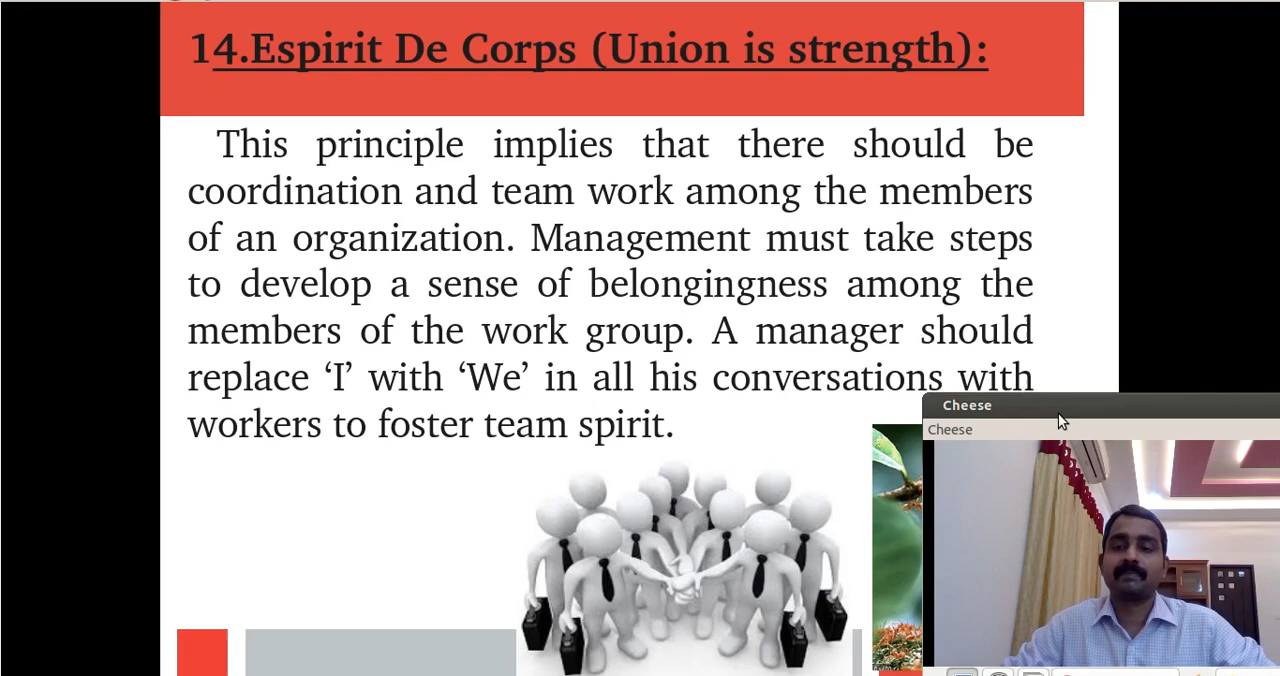 14.Espirit De Corps (Union is strength):
This principle implies that there should be
coordination and team work among the members
of an organization. Management must take steps
to develop a sense of belongingness among the
members of the work group. A manager should
replace ‘I’ with ‘We’ in all his conversations with
workers to foster team spirit.
Cheese
Cheese